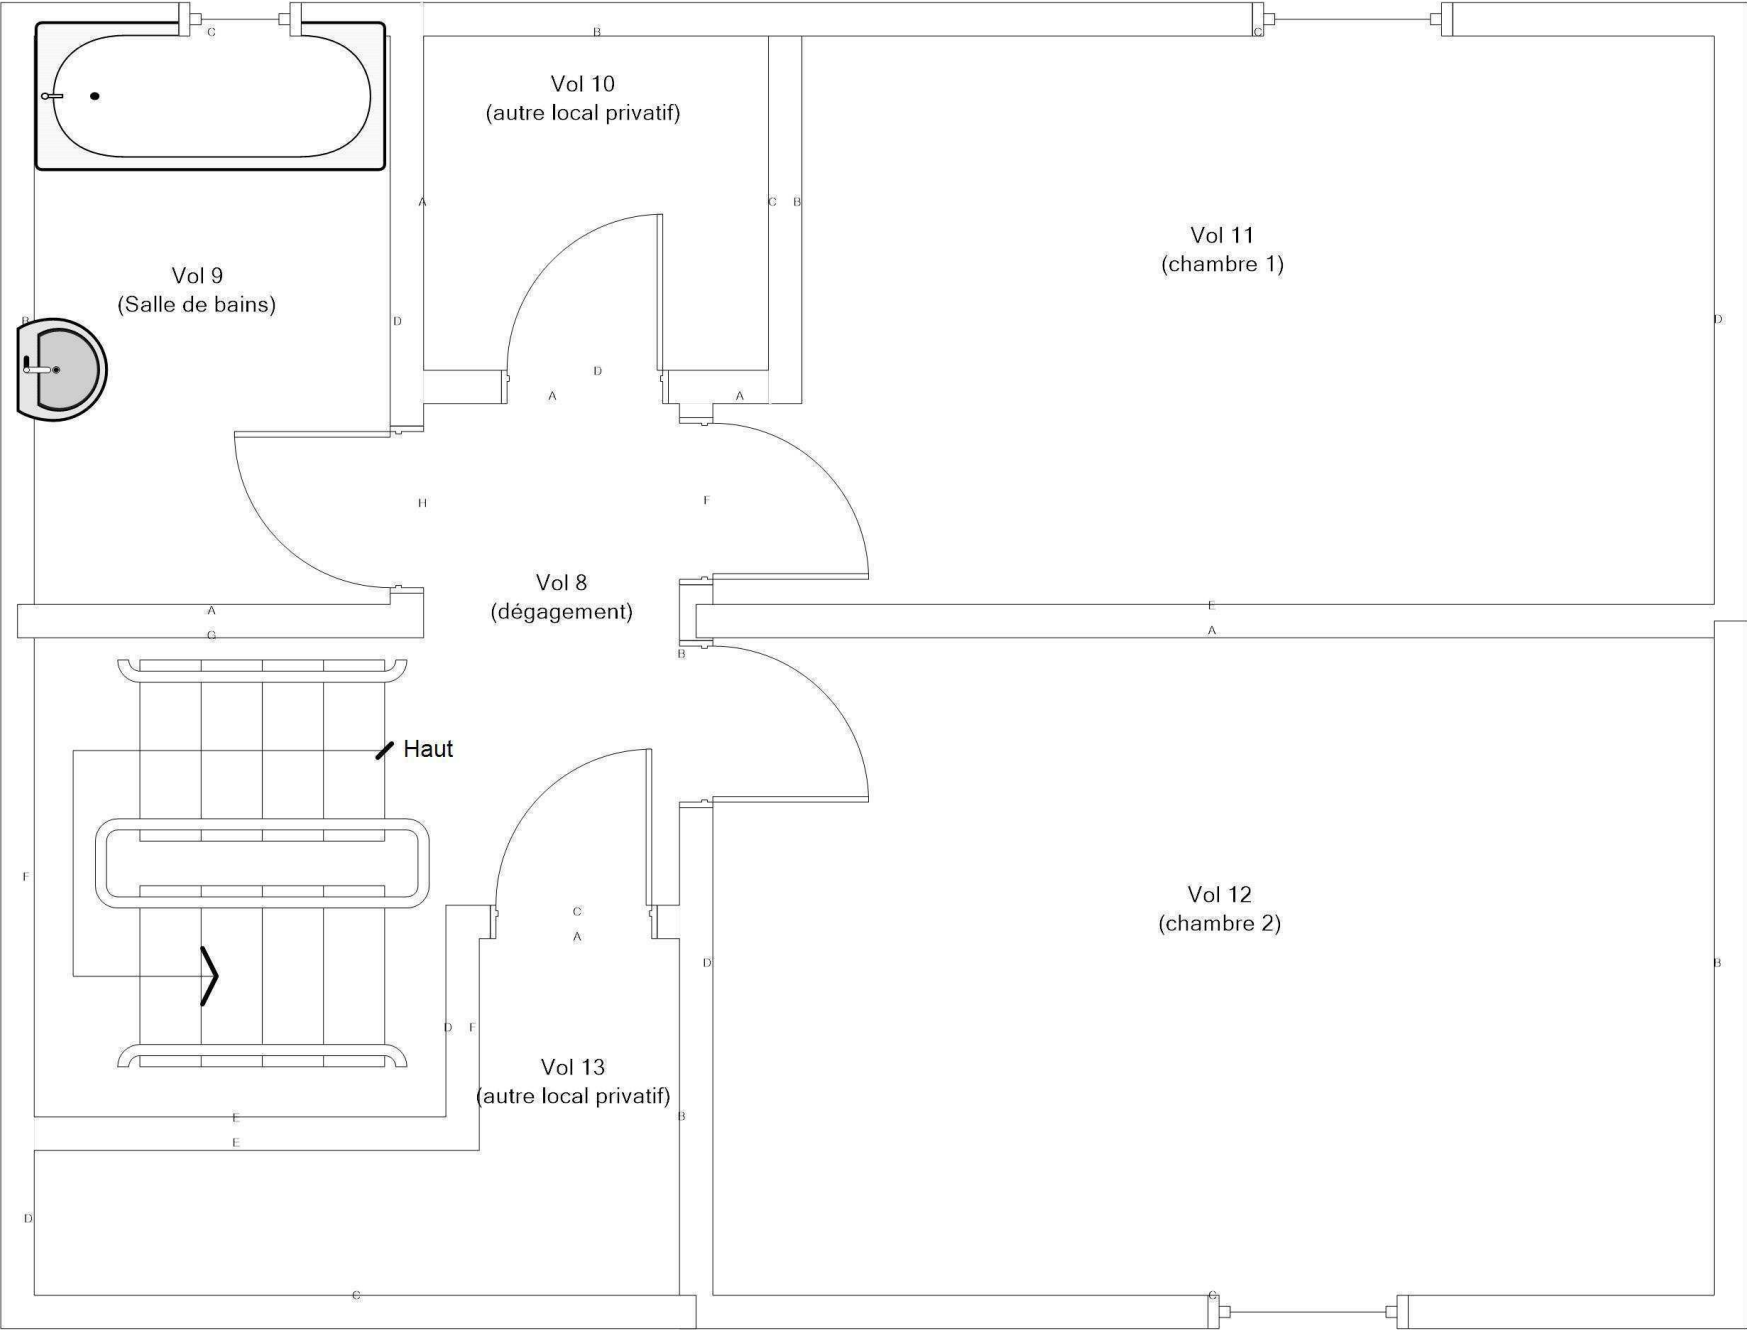 C
B
C
Vol 10
(autre local privatif)
A
C
B
Vol 11
(chambre 1)
Vol 9
(Salle de bains)
B
D
D
D
A
A
H
F
Vol 8
(dégagement)
A
E
G
A
B
Haut
F
Vol 12
(chambre 2)
C
A
D
B
D
F
Vol 13
(autre local privatif)
E
B
E
D
C
C